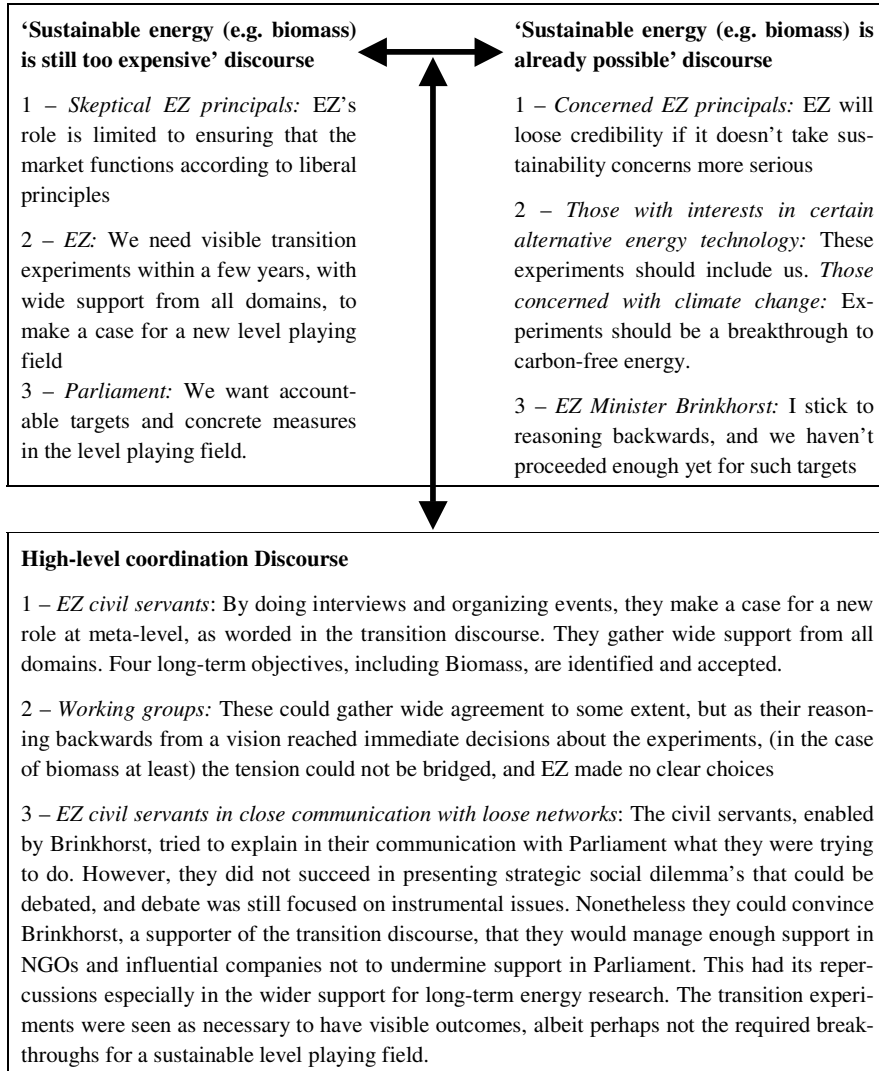 ‘Sustainable energy (e.g. biomass)
is still too expensive’ discourse
1 – Skeptical EZ principals: EZ’s
role is limited to ensuring that the
market functions according to liberal
principles
2 – EZ: We need visible transition
experiments within a few years, with
wide support from all domains, to
make a case for a new level playing
field
3 – Parliament: We want account-
able targets and concrete measures
in the level playing field.
‘Sustainable energy (e.g. biomass) is
already possible’ discourse
1 – Concerned EZ principals: EZ will
loose credibility if it doesn’t take sus-
tainability concerns more serious
2 – Those with interests in certain
alternative energy technology: These
experiments should include us. Those
concerned with climate change: Ex-
periments should be a breakthrough to
carbon-free energy.
3 – EZ Minister Brinkhorst: I stick to
reasoning backwards, and we haven’t
proceeded enough yet for such targets
High-level coordination Discourse
1 – EZ civil servants: By doing interviews and organizing events, they make a case for a new
role at meta-level, as worded in the transition discourse. They gather wide support from all
domains. Four long-term objectives, including Biomass, are identified and accepted.
2 – Working groups: These could gather wide agreement to some extent, but as their reason-
ing backwards from a vision reached immediate decisions about the experiments, (in the case
of biomass at least) the tension could not be bridged, and EZ made no clear choices
3 – EZ civil servants in close communication with loose networks: The civil servants, enabled
by Brinkhorst, tried to explain in their communication with Parliament what they were trying
to do. However, they did not succeed in presenting strategic social dilemma’s that could be
debated, and debate was still focused on instrumental issues. Nonetheless they could convince
Brinkhorst, a supporter of the transition discourse, that they would manage enough support in
NGOs and influential companies not to undermine support in Parliament. This had its reper-
cussions especially in the wider support for long-term energy research. The transition experi-
ments were seen as necessary to have visible outcomes, albeit perhaps not the required break-
throughs for a sustainable level playing field.